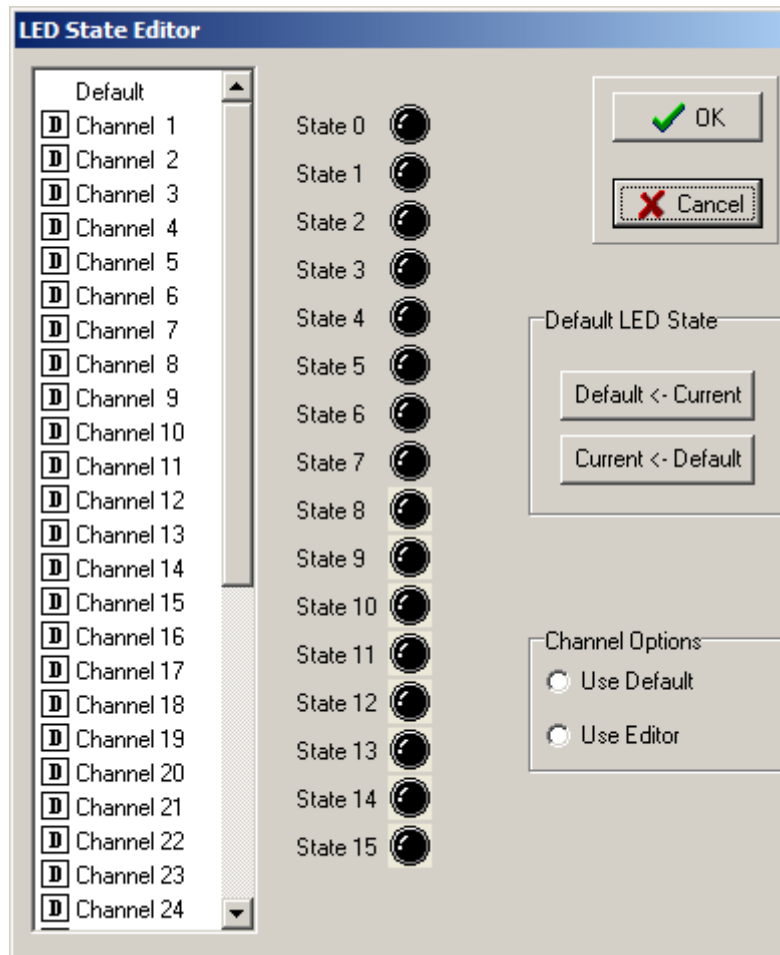 LED State Editor
Default
D Channel 1
D Channel 2
D Channel 3
D Channel 4
D Channel 5
D Channel 6
D Channel 7
D Channel 8
D Channel 9
D Channel 10
D Channel 11
D Channel 12
D Channel 13
D Channel 14
D Channel 15
D Channel 16
D Channel 17
D Channel 18
D Channel 19
D Channel 20
D Channel 21
D Channel 22
D Channel 23
D Channel 24
State 0
State 1
State 2
State 3
State 4
State 5
State 6
State 7
State 8
State 9
State 10
State 11
State 12
State 13
State 14
State 15
OK
Cancel
Default LED State
Default <- Current
Current <- Default
Channel Options
Use Default
Use Editor